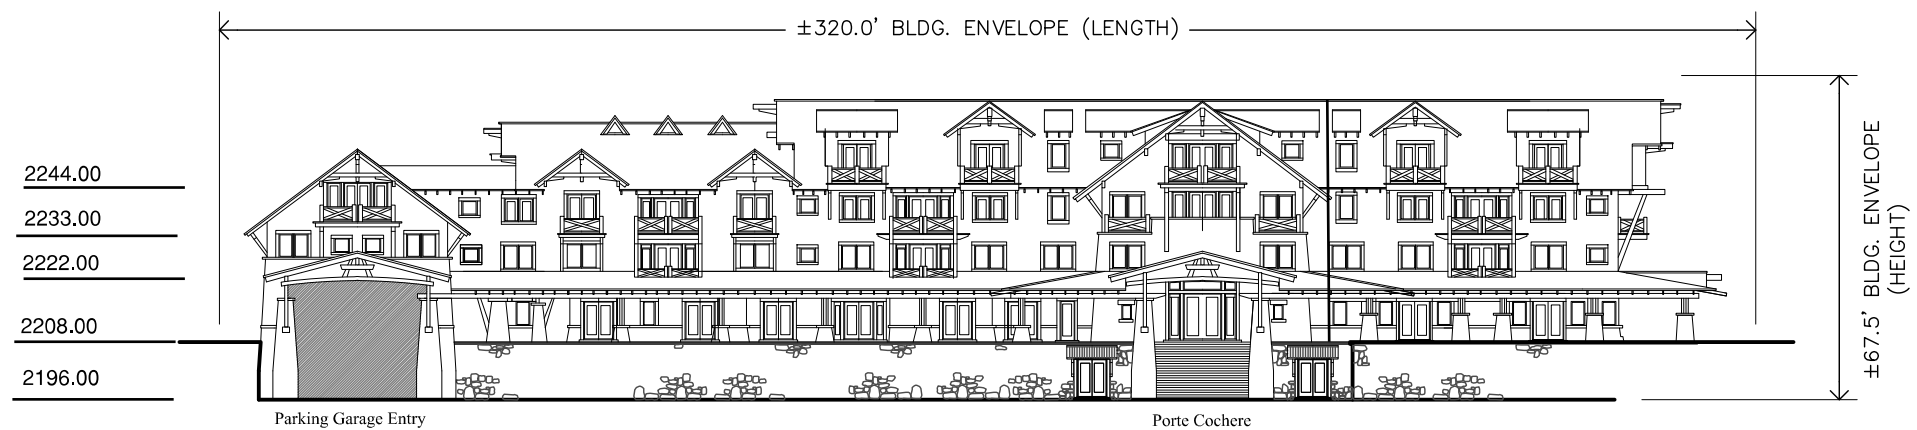 ±320.0' BLDG. ENVELOPE (LENGTH)
2244.00
2233.00
2222.00
2208.00
2196.00
±67.5' BLDG. ENVELOPE
(HEIGHT)
Parking Garage Entry
Porte Cochere